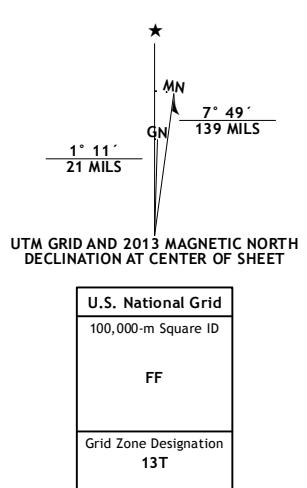 ★
MN
GN
7° 49´
139 MILS
1° 11´
21 MILS
UTM GRID AND 2013 MAGNETIC NORTH
DECLINATION AT CENTER OF SHEET
U.S. National Grid
100,000-m Square ID
FF
Grid Zone Designation
13T